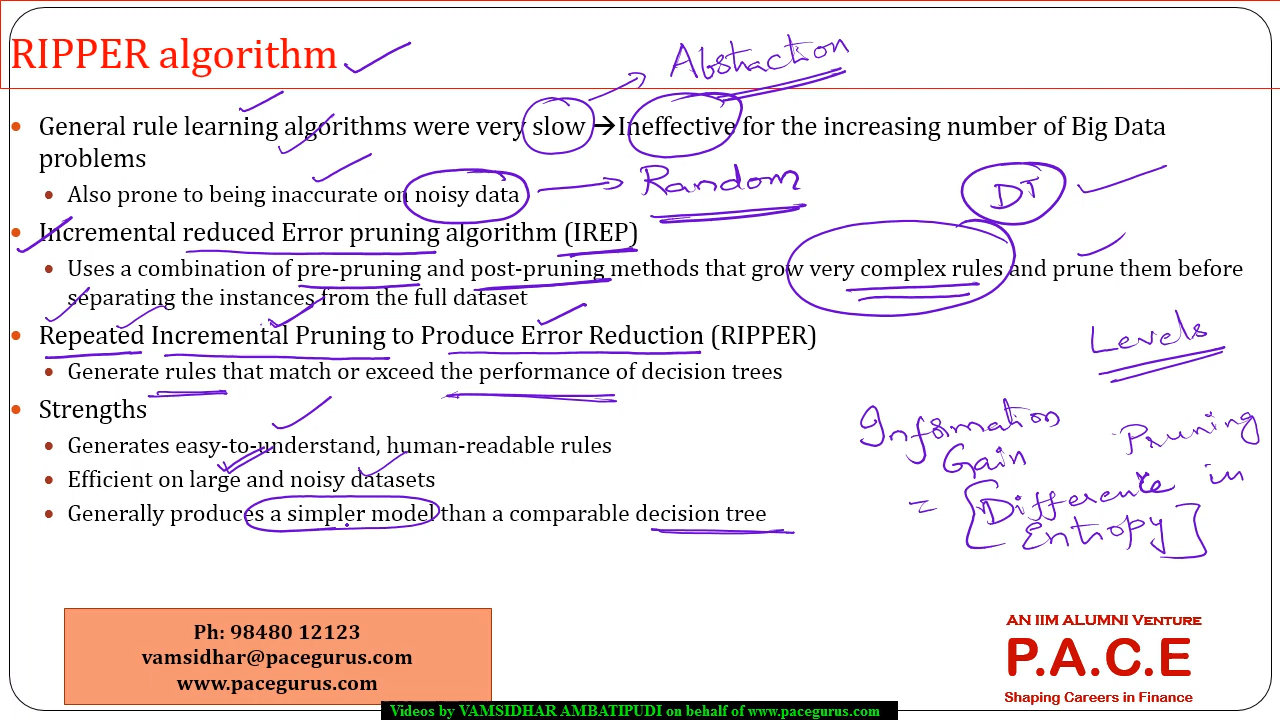 RIPPER algorithm
Abstraction
General rule learning algorithms were very slow → Ineffective for the increasing number of Big Data
problems
Also prone to being inaccurate on noisy data
Random
DT
Incremental reduced Error pruning algorithm (IREP)
Uses a combination of pre-pruning and post-pruning methods that grow very complex rules and prune them before
separating the instances from the full dataset
Repeated Incremental Pruning to Produce Error Reduction (RIPPER)
Levels
Generate rules that match or exceed the performance of decision trees
Strengths
Generates easy-to-understand, human-readable rules
Efficient on large and noisy datasets
Generally produces a simpler model than a comparable decision tree
Information
Gain
Pruning
= [Difference in
Entropy]
Ph: 98480 12123
vamsidhar@pacegurus.com
www.pacegurus.com
AN IIM ALUMNI VENTURE
P.A.C.E
Shaping Careers in Finance
Videos by VAMSIDHAR AMBATIPUDI on behalf of www.pacegurus.com